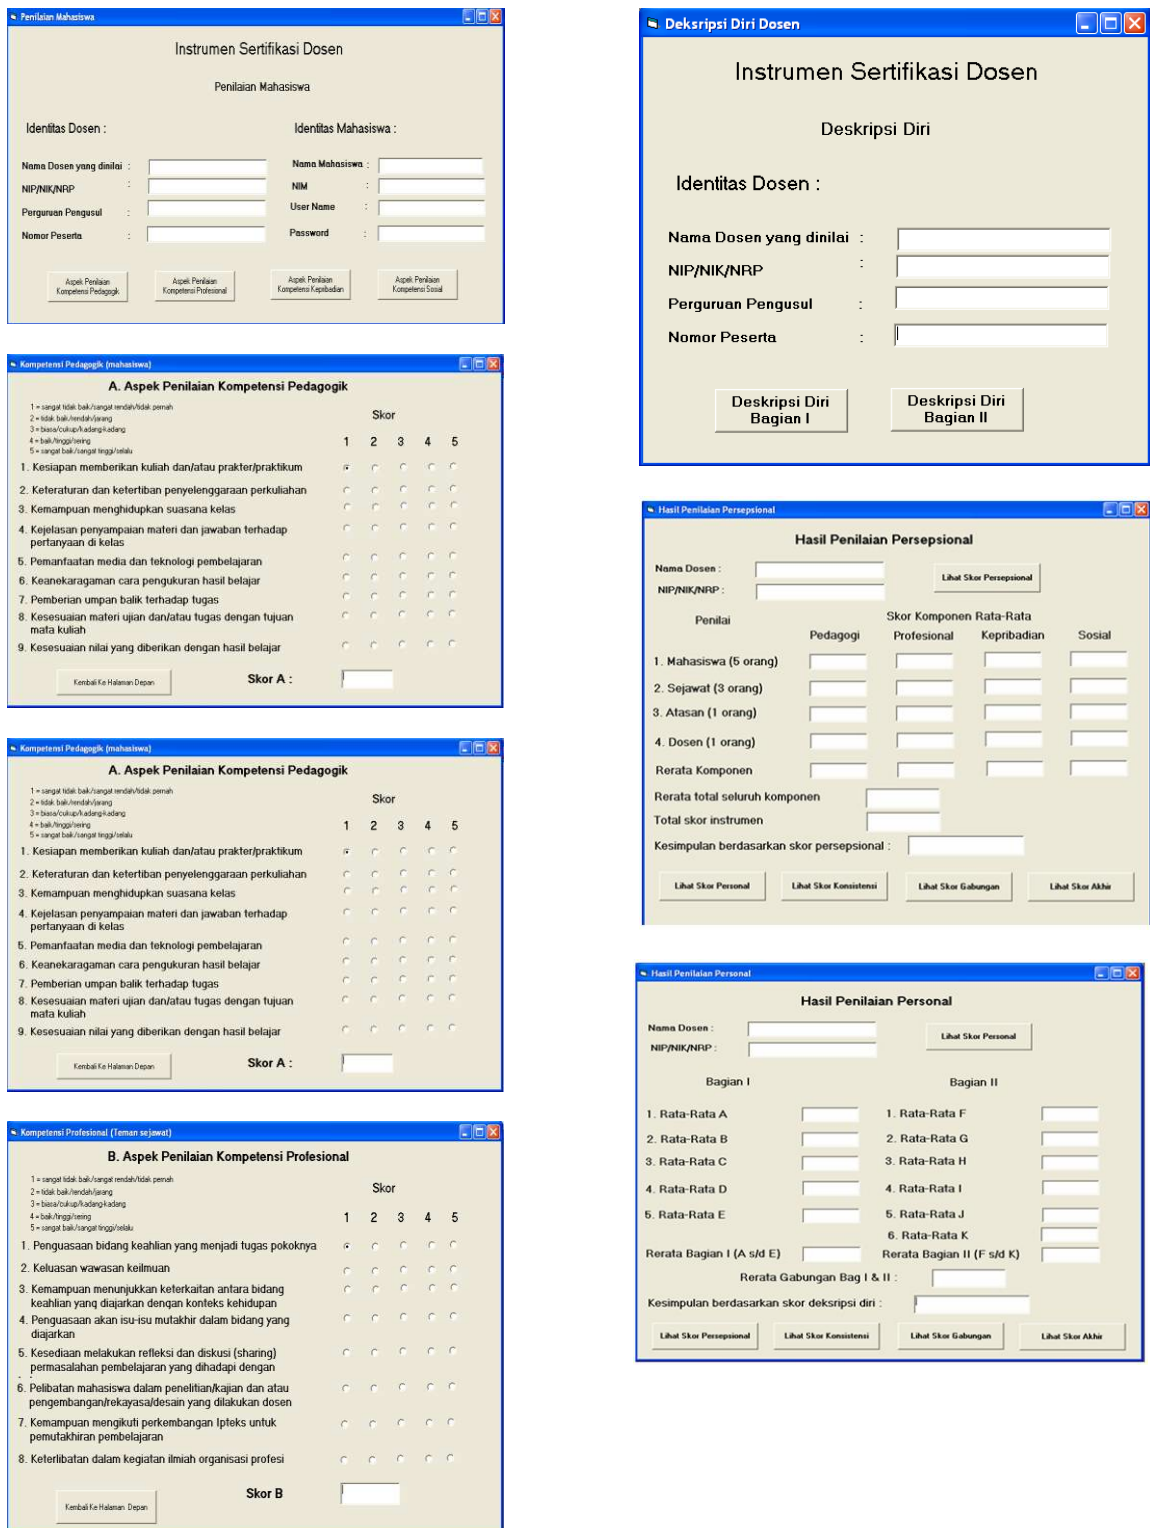 Penilaian Mahasiswa
Instrumen Sertifikasi Dosen
Penilaian Mahasiswa
Identitas Dosen :
Identitas Mahasiswa :
Nama Dosen yang dinilai :
Nama Mahasiswa :
NIP/NIK/NRP :
NIM :
Perguruan Pengusul :
User Name :
Nomor Peserta :
Password :
Aspek Penilaian
Kompetensi Pedagogik
Aspek Penilaian
Kompetensi Profesional
Aspek Penilaian
Kompetensi Kepribadian
Aspek Penilaian
Kompetensi Sosial
Kompetensi Pedagogik (mahasiswa)
A. Aspek Penilaian Kompetensi Pedagogik
1 = sangat tidak baik/sangat rendah/tidak pernah
2 = tidak baik/rendah/jarang
3 = biasa/cukup/kadang-kadang
4 = baik/tinggi/sering
5 = sangat baik/sangat tinggi/selalu
Skor
1 2 3 4 5
1. Kesiapan memberikan kuliah dan/atau prakter/praktikum
2. Keteraturan dan ketertiban penyelenggaraan perkuliahan
3. Kemampuan menghidupkan suasana kelas
4. Kejelasan penyampaian materi dan jawaban terhadap
pertanyaan di kelas
5. Pemanfaatan media dan teknologi pembelajaran
6. Keanekaragaman cara pengukuran hasil belajar
7. Pemberian umpan balik terhadap tugas
8. Kesesuaian materi ujian dan/atau tugas dengan tujuan
mata kuliah
9. Kesesuaian nilai yang diberikan dengan hasil belajar
Kembali Ke Halaman Depan
Skor A :
Kompetensi Pedagogik (mahasiswa)
A. Aspek Penilaian Kompetensi Pedagogik
1 = sangat tidak baik/sangat rendah/tidak pernah
2 = tidak baik/rendah/jarang
3 = biasa/cukup/kadang-kadang
4 = baik/tinggi/sering
5 = sangat baik/sangat tinggi/selalu
Skor
1 2 3 4 5
1. Kesiapan memberikan kuliah dan/atau prakter/praktikum
2. Keteraturan dan ketertiban penyelenggaraan perkuliahan
3. Kemampuan menghidupkan suasana kelas
4. Kejelasan penyampaian materi dan jawaban terhadap
pertanyaan di kelas
5. Pemanfaatan media dan teknologi pembelajaran
6. Keanekaragaman cara pengukuran hasil belajar
7. Pemberian umpan balik terhadap tugas
8. Kesesuaian materi ujian dan/atau tugas dengan tujuan
mata kuliah
9. Kesesuaian nilai yang diberikan dengan hasil belajar
Kembali Ke Halaman Depan
Skor A :
Kompetensi Profesional (Teman sejawat)
B. Aspek Penilaian Kompetensi Profesional
1 = sangat tidak baik/sangat rendah/tidak pernah
2 = tidak baik/rendah/jarang
3 = biasa/cukup/kadang-kadang
4 = baik/tinggi/sering
5 = sangat baik/sangat tinggi/selalu
Skor
1 2 3 4 5
1. Penguasaan bidang keahlian yang menjadi tugas pokoknya
2. Keluasan wawasan keilmuan
3. Kemampuan menunjukkan keterkaitan antara bidang
keahlian yang diajarkan dengan konteks kehidupan
4. Penguasaan akan isu-isu mutakhir dalam bidang yang
diajarkan
5. Kesediaan melakukan refleksi dan diskusi (sharing)
permasalahan pembelajaran yang dihadapi dengan
6. Pelibatan mahasiswa dalam penelitian/kajian dan atau
pengembangan/rekayasa/desain yang dilakukan dosen
7. Kemampuan mengikuti perkembangan Ipteks untuk
pemutakhiran pembelajaran
8. Keterlibatan dalam kegiatan ilmiah organisasi profesi
Kembali Ke Halaman Depan
Skor B
Deksripsi Diri Dosen
Instrumen Sertifikasi Dosen
Deskripsi Diri
Identitas Dosen :
Nama Dosen yang dinilai :
NIP/NIK/NRP :
Perguruan Pengusul :
Nomor Peserta :
Deskripsi Diri
Bagian I
Deskripsi Diri
Bagian II
Hasil Penilaian Persepsional
Hasil Penilaian Persepsional
Nama Dosen :
NIP/NIK/NRP :
Lihat Skor Persepsional
Penilai
Skor Komponen Rata-Rata
Pedagogi Profesional Kepribadian Sosial
1. Mahasiswa (5 orang)
2. Sejawat (3 orang)
3. Atasan (1 orang)
4. Dosen (1 orang)
Rerata Komponen
Rerata total seluruh komponen
Total skor instrumen
Kesimpulan berdasarkan skor persepsional :
Lihat Skor Personal
Lihat Skor Konsistensi
Lihat Skor Gabungan
Lihat Skor Akhir
Hasil Penilaian Personal
Hasil Penilaian Personal
Nama Dosen :
NIP/NIK/NRP :
Lihat Skor Personal
Bagian I
Bagian II
1. Rata-Rata A
1. Rata-Rata F
2. Rata-Rata B
2. Rata-Rata G
3. Rata-Rata C
3. Rata-Rata H
4. Rata-Rata D
4. Rata-Rata I
5. Rata-Rata E
5. Rata-Rata J
6. Rata-Rata K
Rerata Bagian I (A s/d E)
Rerata Bagian II (F s/d K)
Rerata Gabungan Bag I & II :
Kesimpulan berdasarkan skor deksripsi diri :
Lihat Skor Persepsional
Lihat Skor Konsistensi
Lihat Skor Gabungan
Lihat Skor Akhir